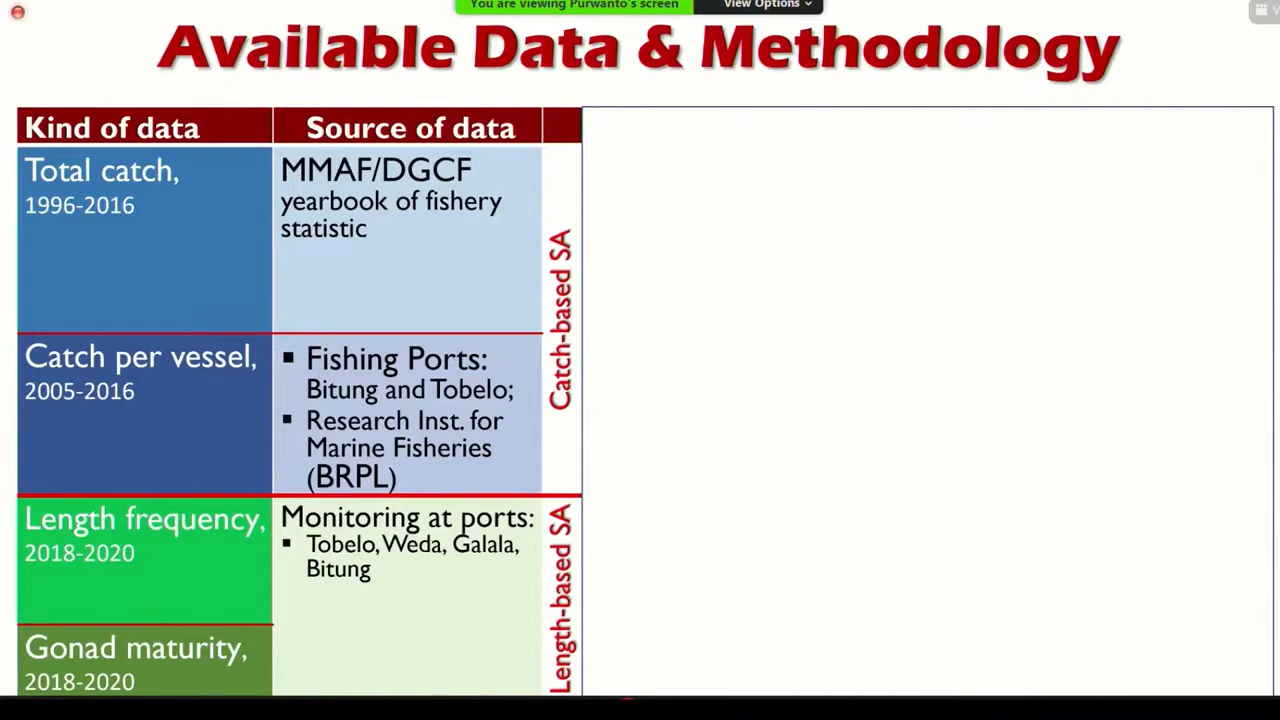 You are viewing Purwanto's screen
View Options
Available Data & Methodology
Kind of data
Source of data
Total catch,
1996-2016
MMAF/DGCF
yearbook of fishery
statistic
Catch-based SA
Catch per vessel,
2005-2016
▪ Fishing Ports:
Bitung and Tobelo;
▪ Research Inst. for
Marine Fisheries
(BRPL)
Length frequency,
2018-2020
Monitoring at ports:
▪ Tobelo, Weda, Galala,
Bitung
Length-based SA
Gonad maturity,
2018-2020